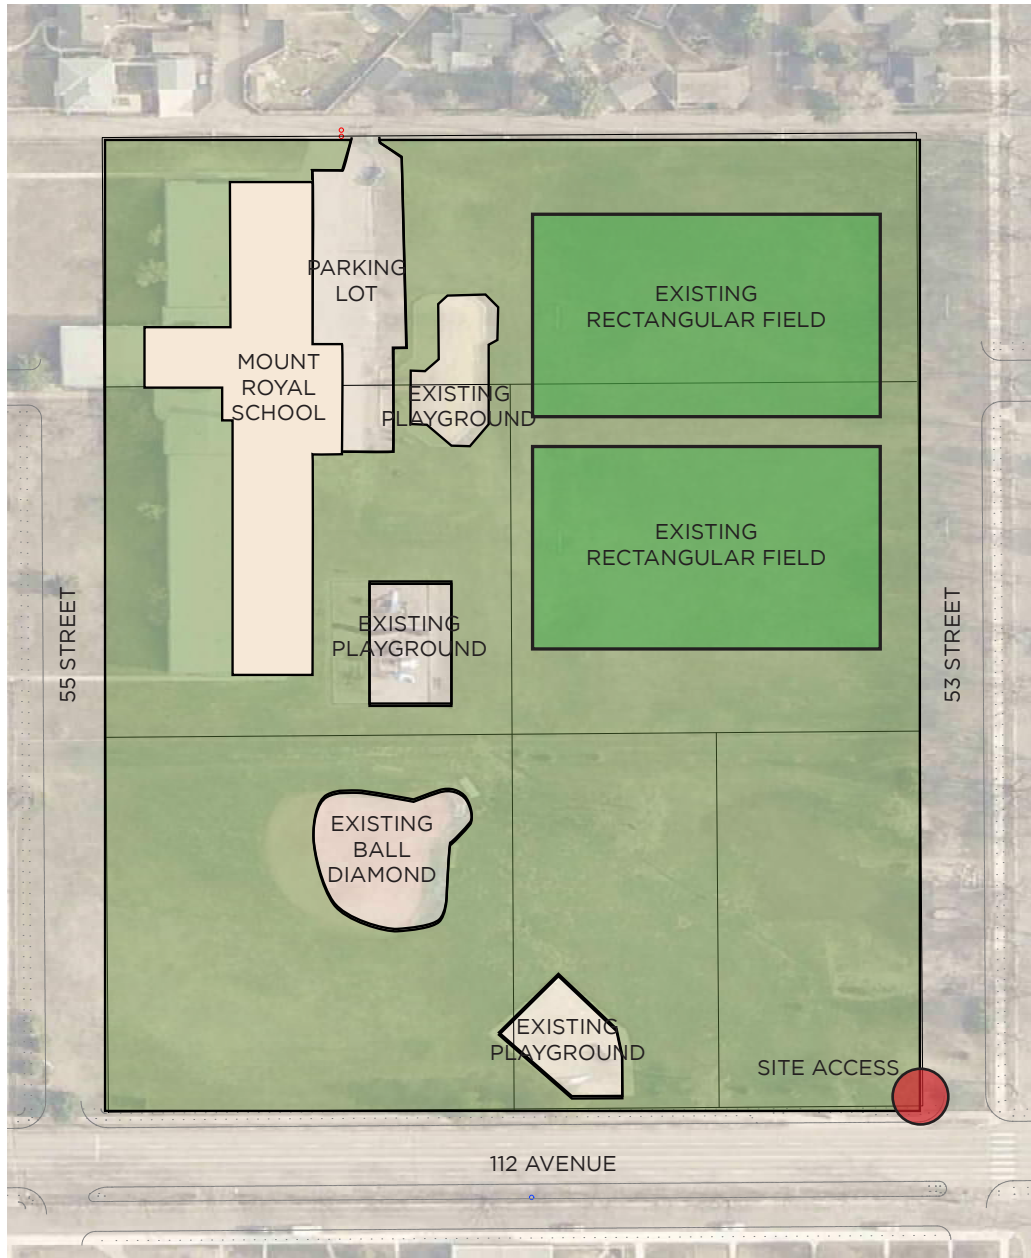 PARKING
LOT
EXISTING
RECTANGULAR FIELD
MOUNT
ROYAL
SCHOOL
EXISTING
PLAYGROUND
EXISTING
RECTANGULAR FIELD
55 STREET
EXISTING
PLAYGROUND
53 STREET
EXISTING
BALL
DIAMOND
EXISTING
PLAYGROUND
SITE ACCESS
112 AVENUE